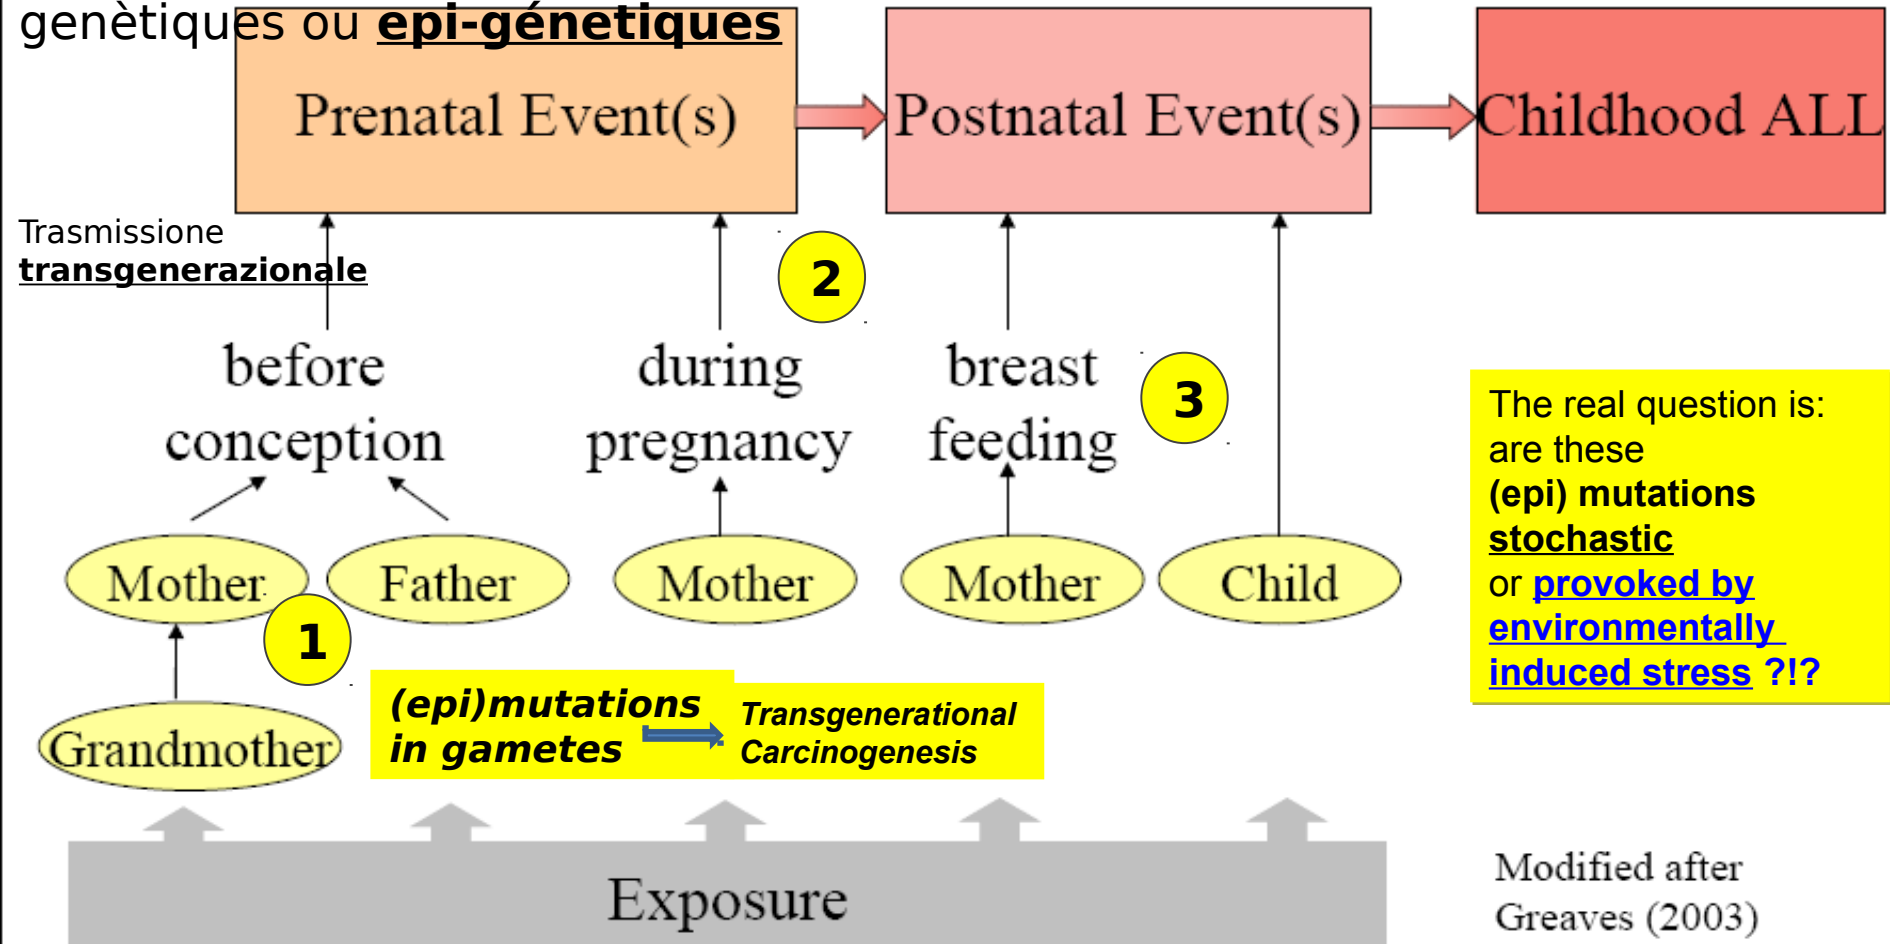 genètiques ou epi-génetiques
Prenatal Event(s)
Postnatal Event(s)
Childhood ALL
Trasmissione
transgenerazionale
2
before
conception
during
pregnancy
breast
feeding
3
The real question is:
are these
(epi) mutations
stochastic
or provoked by
environmentally
induced stress ?!?
Mother
Father
Mother
Mother
Child
1
Grandmother
(epi)mutations
in gametes
Transgenerational
Carcinogenesis
Exposure
Modified after
Greaves (2003)